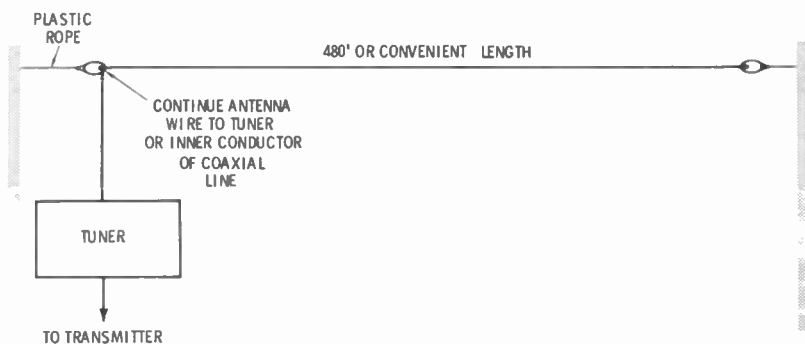 PLASTIC
ROPE
480' OR CONVENIENT LENGTH
CONTINUE ANTENNA
WIRE TO TUNER
OR INNER CONDUCTOR
OF COAXIAL
LINE
TUNER
TO TRANSMITTER